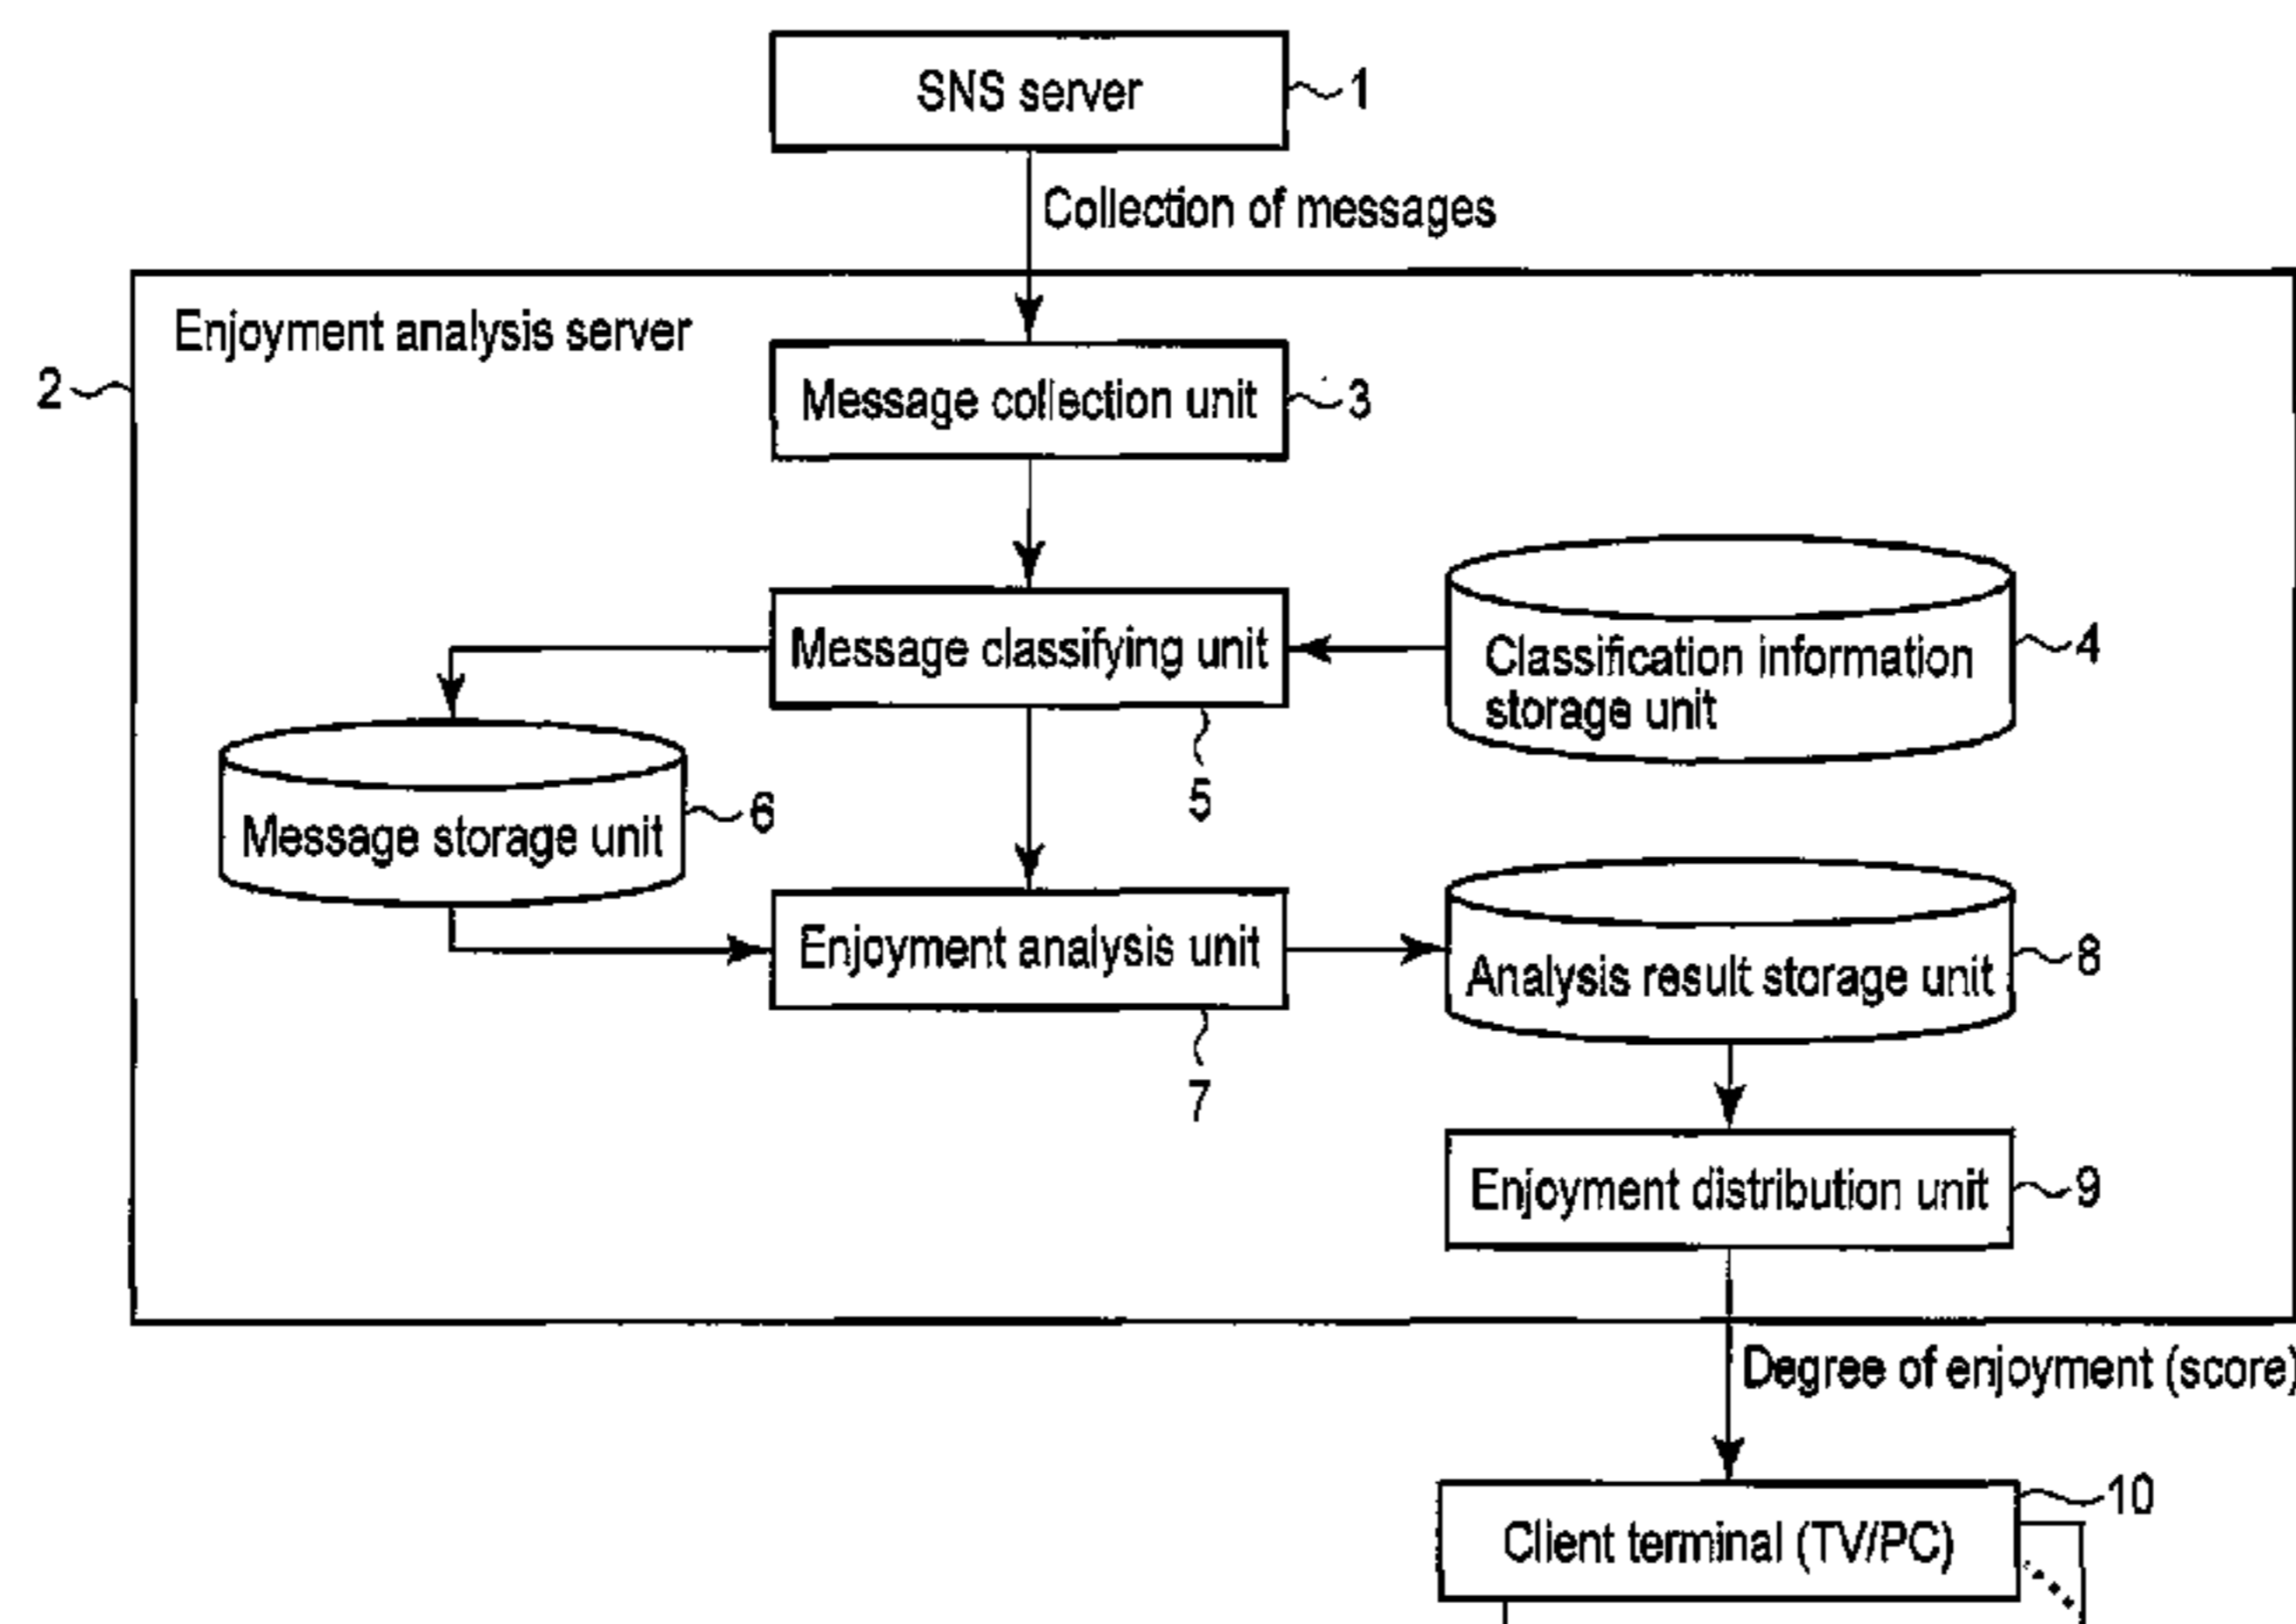 SNS server
1
Collection of messages
Enjoyment analysis server
2
Message collection unit
3
Message classifying unit
5
Classification information
storage unit
4
Message storage unit
6
Enjoyment analysis unit
7
Analysis result storage unit
8
Enjoyment distribution unit
9
Degree of enjoyment (score)
Client terminal (TV/PC)
10